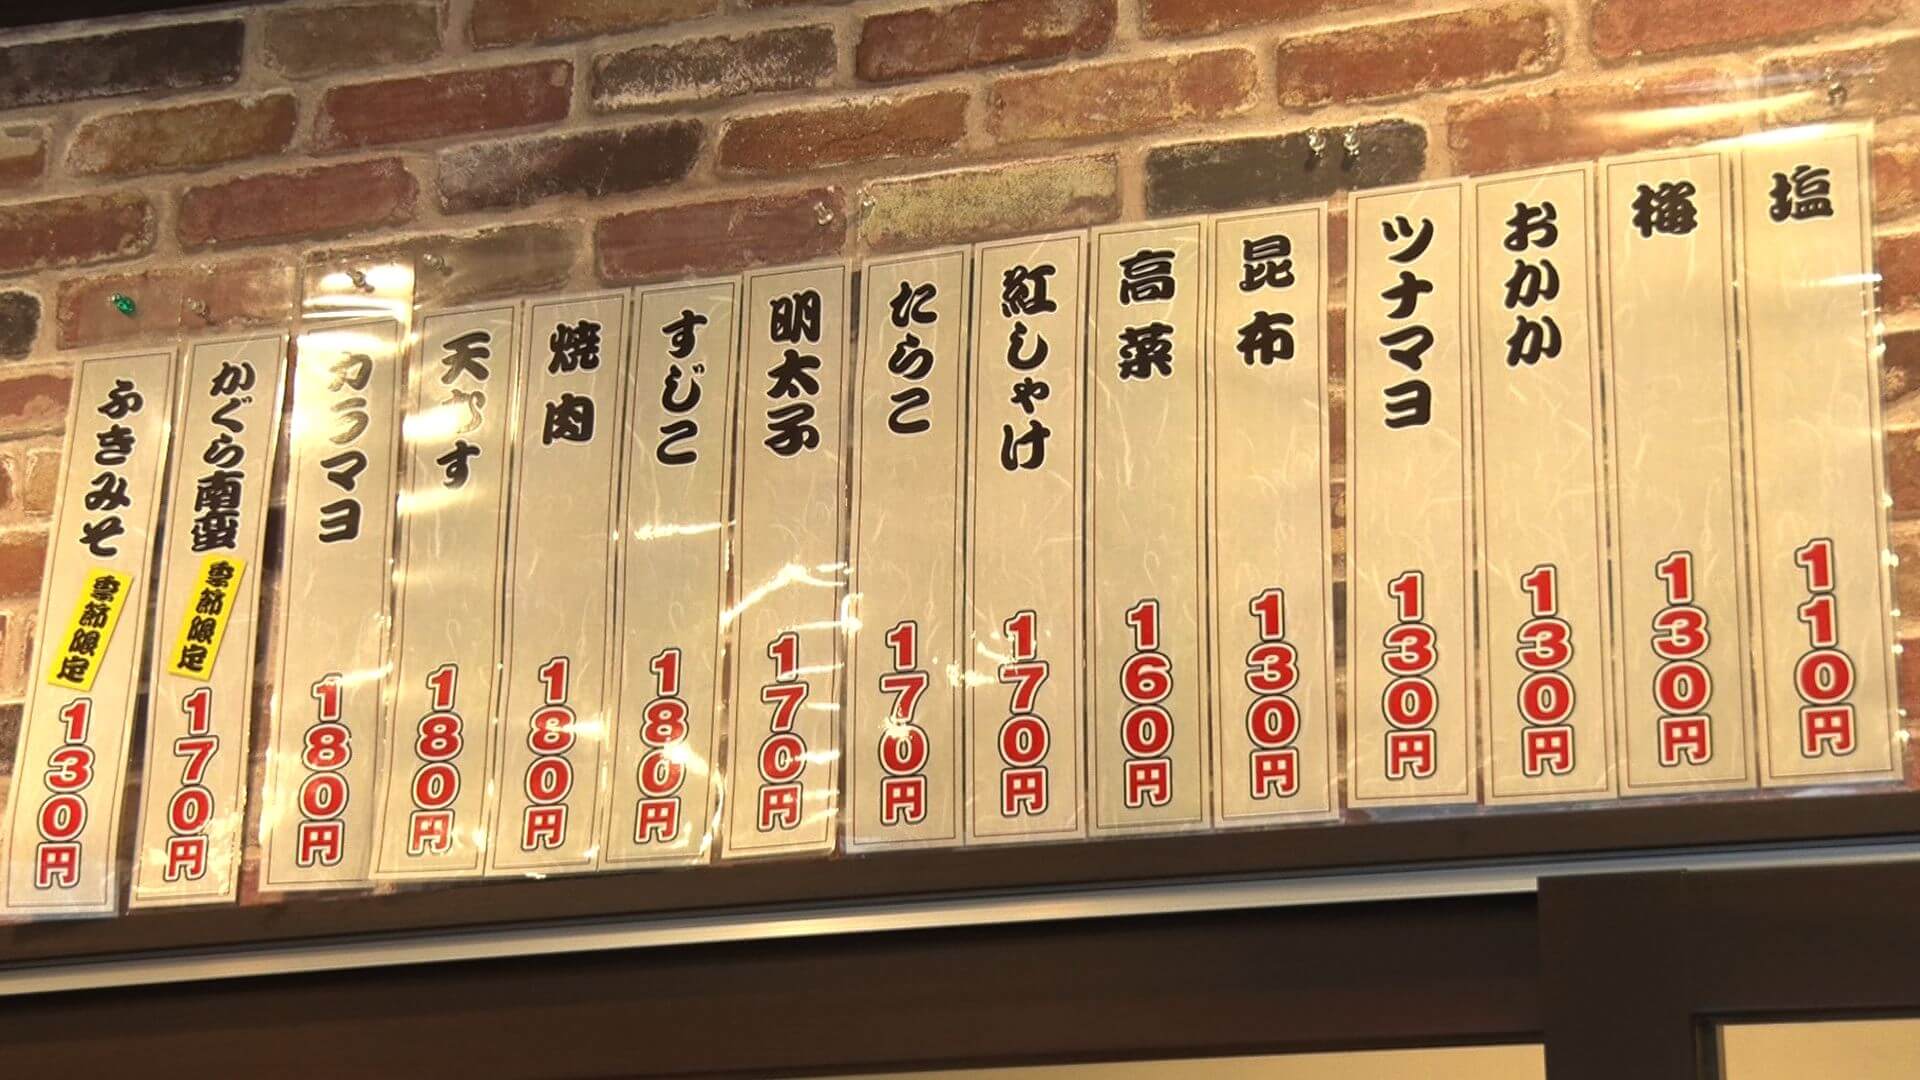 塩 110円
梅 130円
おかか 130円
ツナマヨ 130円
昆布 130円
高菜 160円
紅しゃけ 170円
たらこ 170円
明太子 170円
すじこ 180円
焼肉 180円
天むす 180円
カラマヨ 180円
かぐら南蛮 季節限定 170円
ふきみそ 季節限定 130円